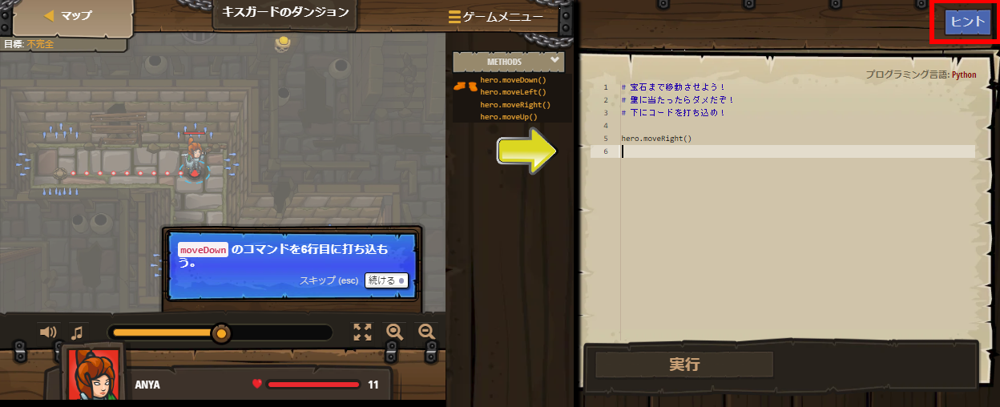 マップ
キスガードのダンジョン
ゲームメニュー
ヒント
目標: 不完全
METHODS
hero.moveDown()
hero.moveLeft()
hero.moveRight()
hero.moveUp()
プログラミング言語: Python
1 # 宝石まで移動させよう！
2 # 壁に当たったらダメだぞ！
3 # 下にコードを打ち込め！
4
5 hero.moveRight()
6
moveDown のコマンドを6行目に打ち込も
う。
スキップ (esc) 続ける
実行
ANYA
11